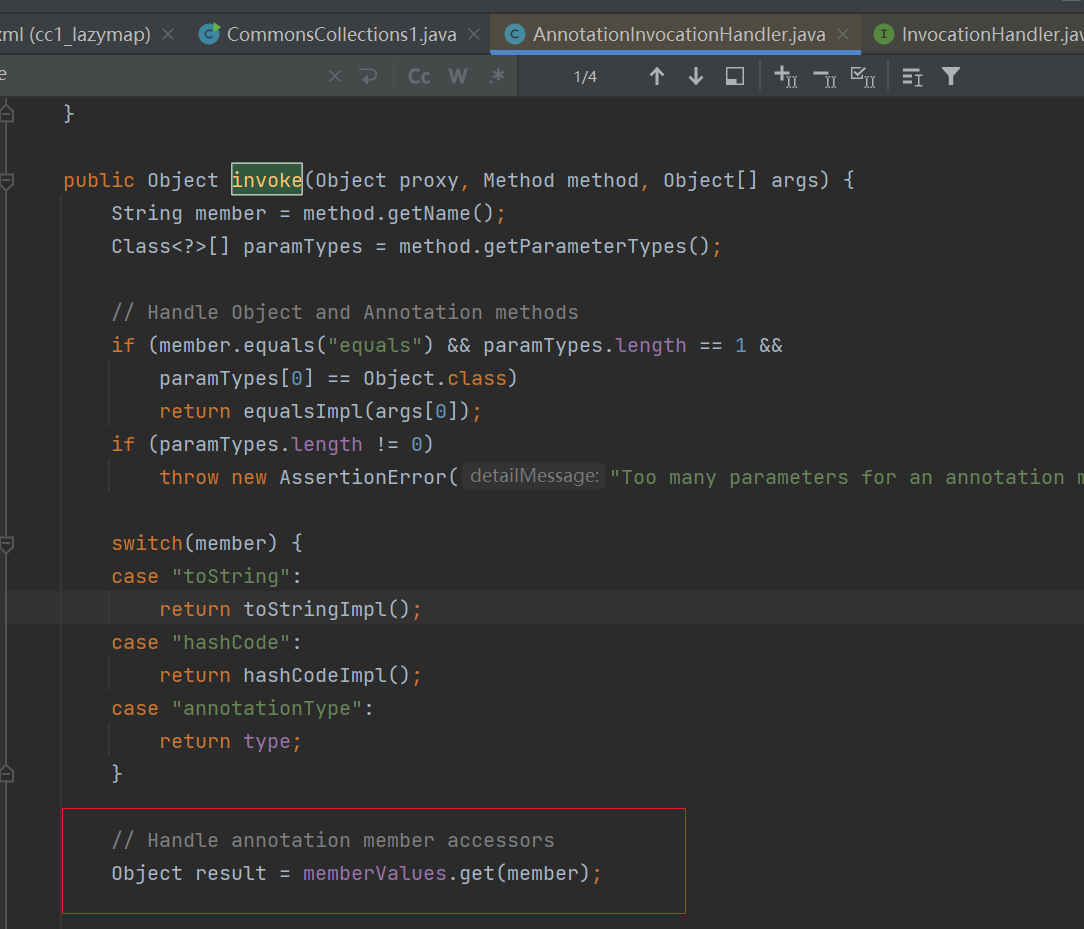 xml (cc1_lazymap) CommonsCollections1.java AnnotationInvocationHandler.java InvocationHandler.jav
e Cc W .* 1/4
}
public Object invoke(Object proxy, Method method, Object[] args) {
String member = method.getName();
Class<?>[] paramTypes = method.getParameterTypes();
// Handle Object and Annotation methods
if (member.equals("equals") && paramTypes.length == 1 &&
paramTypes[0] == Object.class)
return equalsImpl(args[0]);
if (paramTypes.length != 0)
throw new AssertionError( detailMessage: "Too many parameters for an annotation m
switch(member) {
case "toString":
return toStringImpl();
case "hashCode":
return hashCodeImpl();
case "annotationType":
return type;
}
// Handle annotation member accessors
Object result = memberValues.get(member);